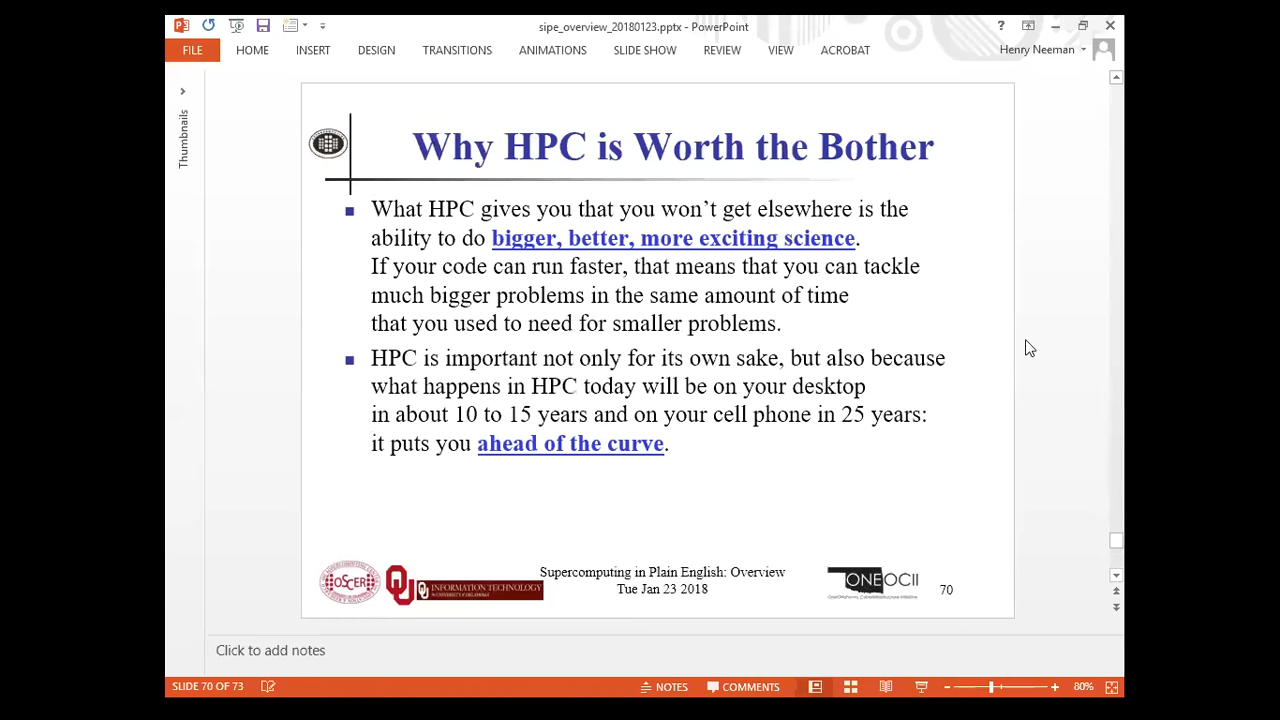 sipe_overview_20180123.pptx - PowerPoint
?
FILE HOME INSERT DESIGN TRANSITIONS ANIMATIONS SLIDE SHOW REVIEW VIEW ACROBAT Henry Neeman
Thumbnails
Why HPC is Worth the Bother
What HPC gives you that you won't get elsewhere is the
ability to do bigger, better, more exciting science.
If your code can run faster, that means that you can tackle
much bigger problems in the same amount of time
that you used to need for smaller problems.
HPC is important not only for its own sake, but also because
what happens in HPC today will be on your desktop
in about 10 to 15 years and on your cell phone in 25 years:
it puts you ahead of the curve.
OSCER
INFORMATION TECHNOLOGY
Supercomputing in Plain English: Overview
Tue Jan 23 2018
ONEOCII
70
Click to add notes
SLIDE 70 OF 73 NOTES COMMENTS 80%